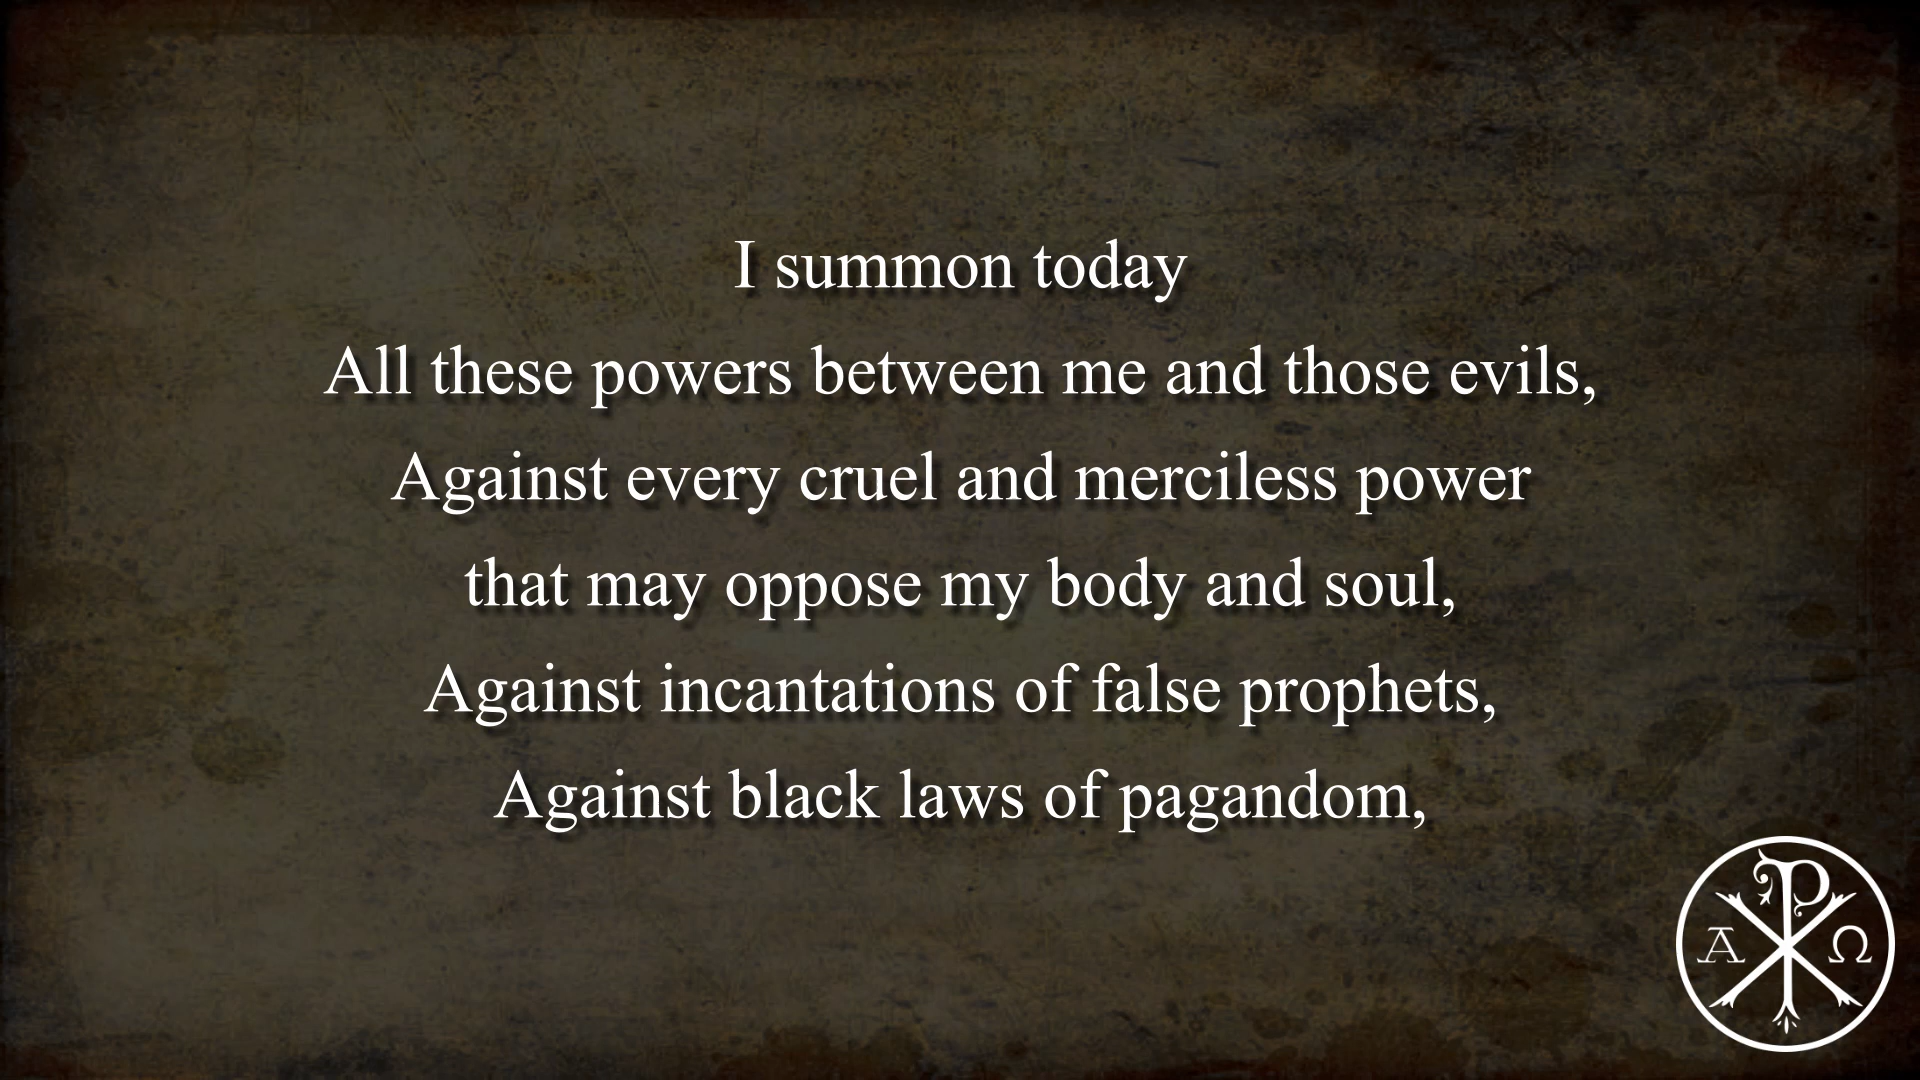 I summon today
All these powers between me and those evils,
Against every cruel and merciless power
that may oppose my body and soul,
Against incantations of false prophets,
Against black laws of pagandom,
Α Ω